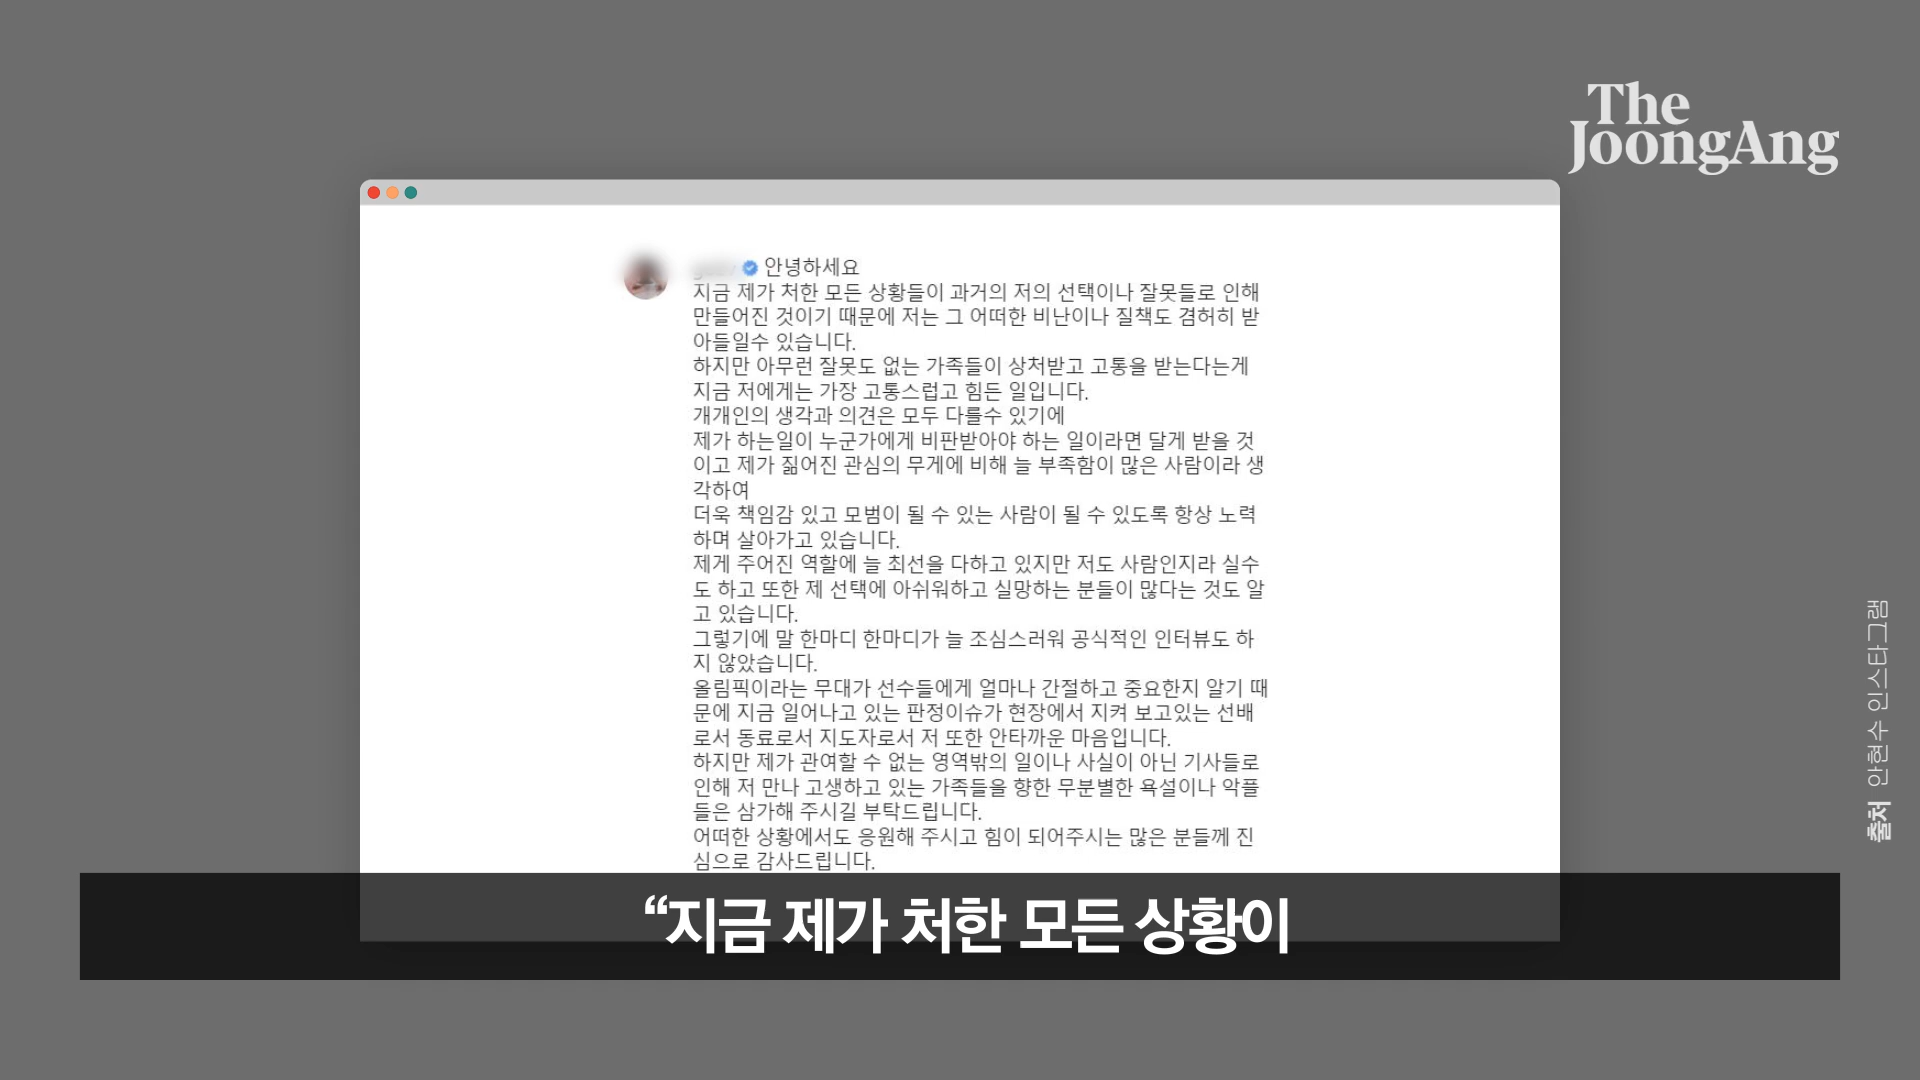 The
JoongAng
안녕하세요
지금 제가 처한 모든 상황들이 과거의 저의 선택이나 잘못들로 인해
만들어진 것이기 때문에 저는 그 어떠한 비난이나 질책도 겸허히 받
아들일수 있습니다.
하지만 아무런 잘못도 없는 가족들이 상처받고 고통을 받는다는게
지금 저에게는 가장 고통스럽고 힘든 일입니다.
개개인의 생각과 의견은 모두 다를수 있기에
제가 하는일이 누군가에게 비판받아야 하는 일이라면 달게 받을 것
이고 제가 짊어진 관심의 무게에 비해 늘 부족함이 많은 사람이라 생
각하여
더욱 책임감 있고 모범이 될 수 있는 사람이 될 수 있도록 항상 노력
하며 살아가고 있습니다.
제게 주어진 역할에 늘 최선을 다하고 있지만 저도 사람인지라 실수
도 하고 또한 제 선택에 아쉬워하고 실망하는 분들이 많다는 것도 알
고 있습니다.
그렇기에 말 한마디 한마디가 늘 조심스러워 공식적인 인터뷰도 하
지 않았습니다.
올림픽이라는 무대가 선수들에게 얼마나 간절하고 중요한지 알기 때
문에 지금 일어나고 있는 판정이슈가 현장에서 지켜 보고있는 선배
로서 동료로서 지도자로서 저 또한 안타까운 마음입니다.
하지만 제가 관여할 수 없는 영역밖의 일이나 사실이 아닌 기사들로
인해 저 만나 고생하고 있는 가족들을 향한 무분별한 욕설이나 악플
들은 삼가해 주시길 부탁드립니다.
어떠한 상황에서도 응원해 주시고 힘이 되어주시는 많은 분들께 진
심으로 감사드립니다.
“지금 제가 처한 모든 상황이
출처 안현수 인스타그램